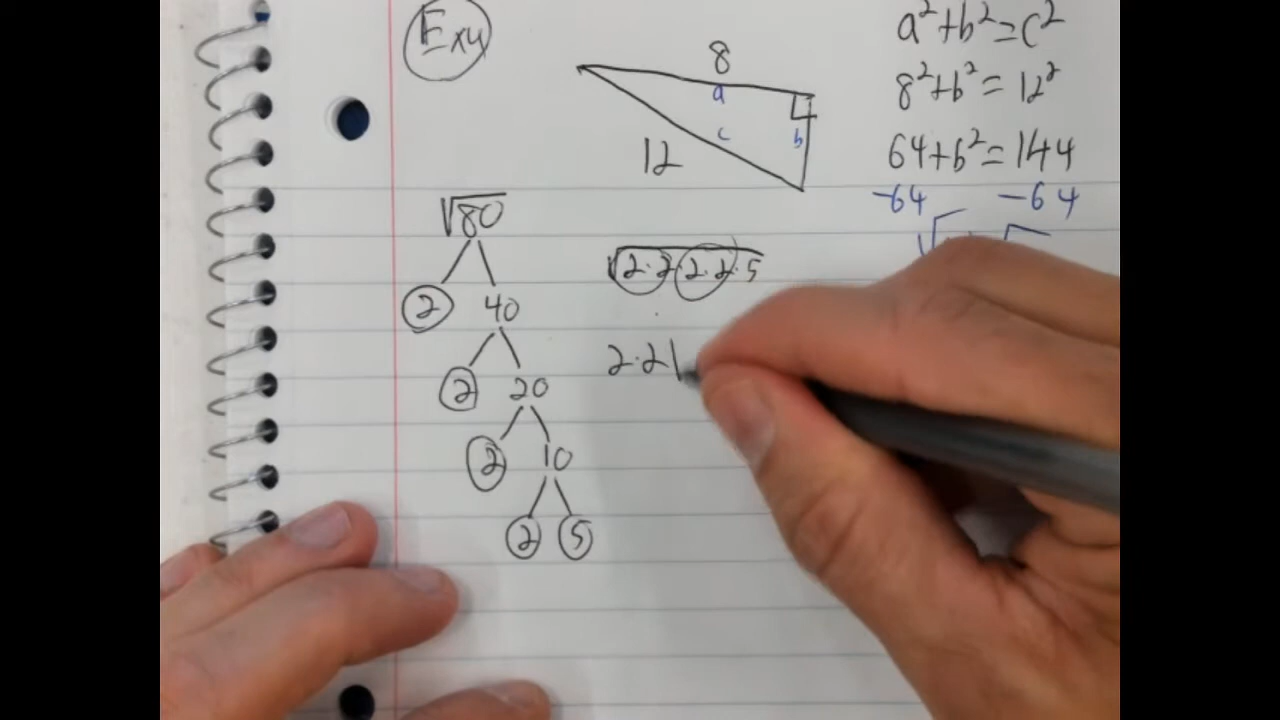 Ex4
8
a
c
b
12
a²+b²=c²
8²+b²=12²
64+b²=144
-64 -64
√80
2 40
2 20
2 10
2 5
√2·2·2·2·5
2·2